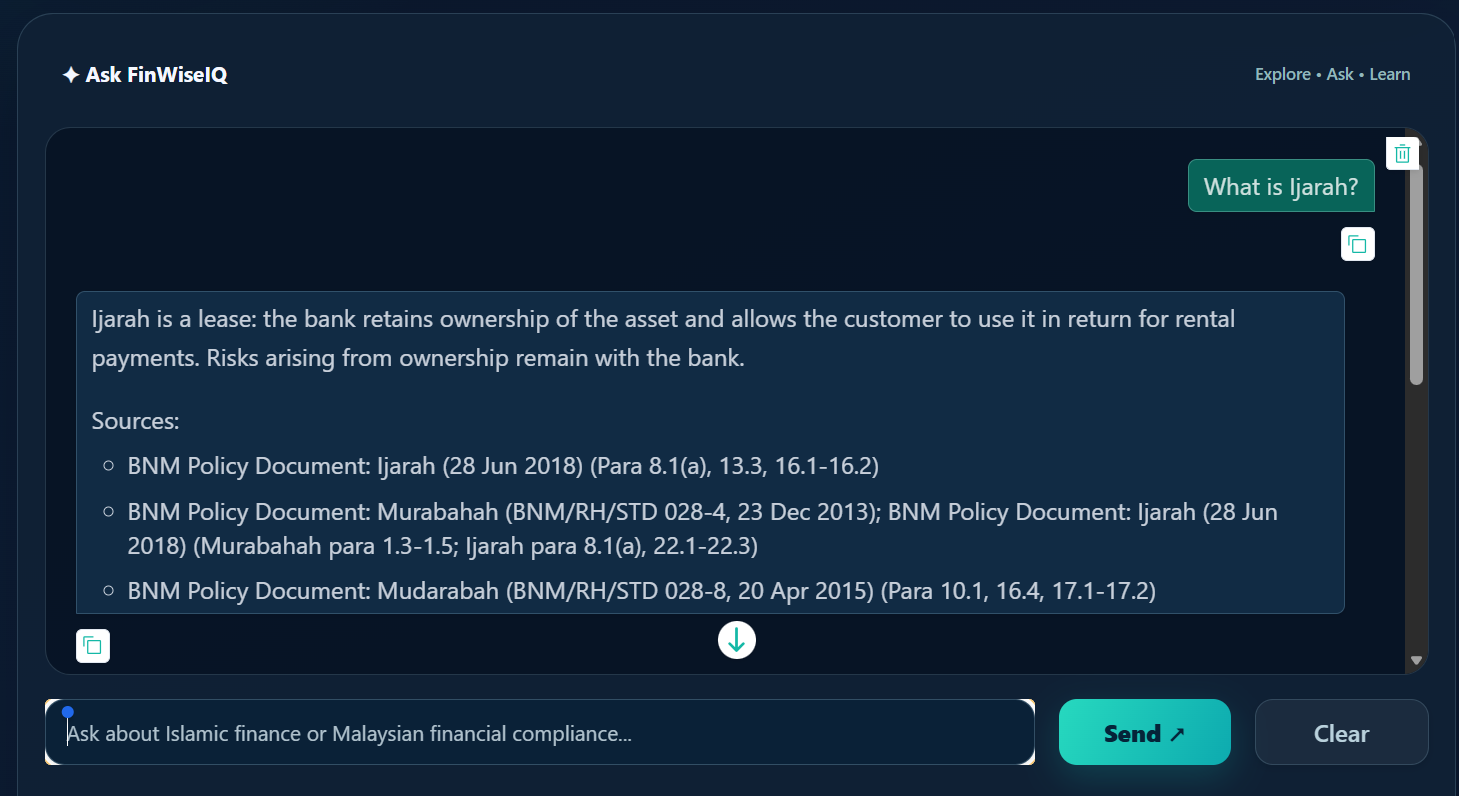 ✦ Ask FinWiseIQ
Explore • Ask • Learn
What is Ijarah?
Ijarah is a lease: the bank retains ownership of the asset and allows the customer to use it in return for rental
payments. Risks arising from ownership remain with the bank.
Sources:
○ BNM Policy Document: Ijarah (28 Jun 2018) (Para 8.1(a), 13.3, 16.1-16.2)
○ BNM Policy Document: Murabahah (BNM/RH/STD 028-4, 23 Dec 2013); BNM Policy Document: Ijarah (28 Jun
2018) (Murabahah para 1.3-1.5; Ijarah para 8.1(a), 22.1-22.3)
○ BNM Policy Document: Mudarabah (BNM/RH/STD 028-8, 20 Apr 2015) (Para 10.1, 16.4, 17.1-17.2)
Ask about Islamic finance or Malaysian financial compliance...
Send ↗
Clear